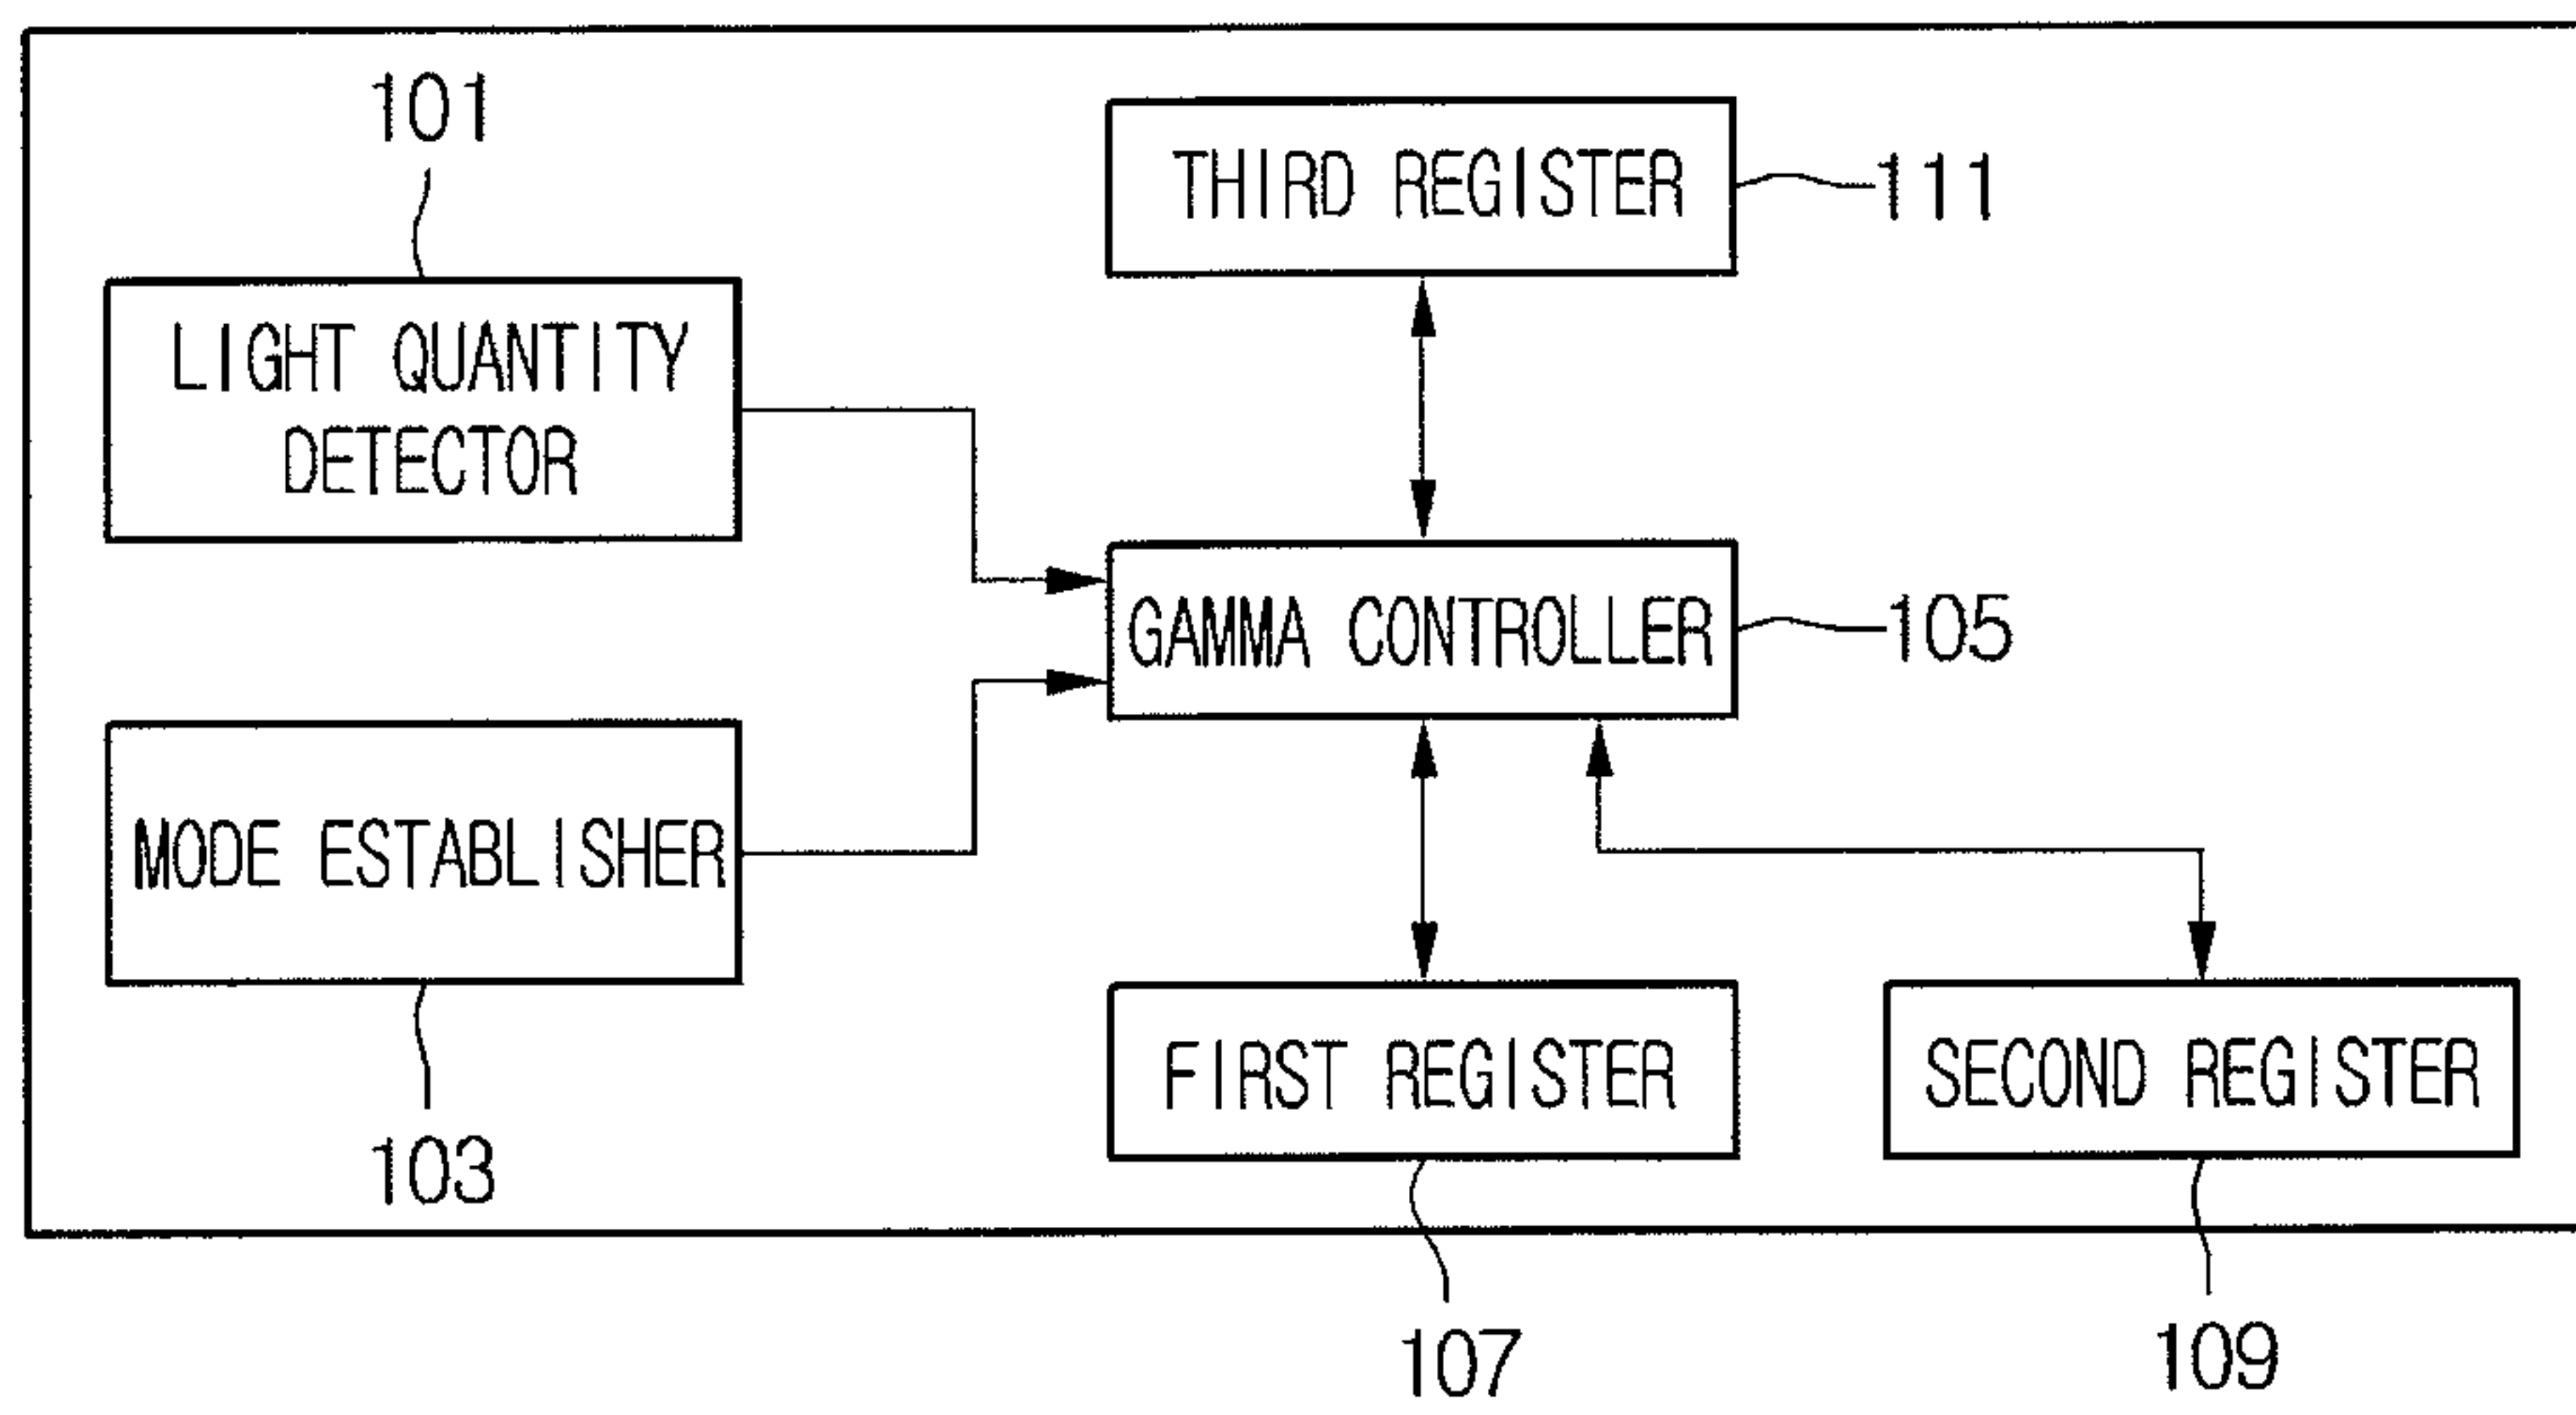 101
THIRD REGISTER
111
LIGHT QUANTITY
DETECTOR
GAMMA CONTROLLER
105
MODE ESTABLISHER
103
FIRST REGISTER
SECOND REGISTER
107
109